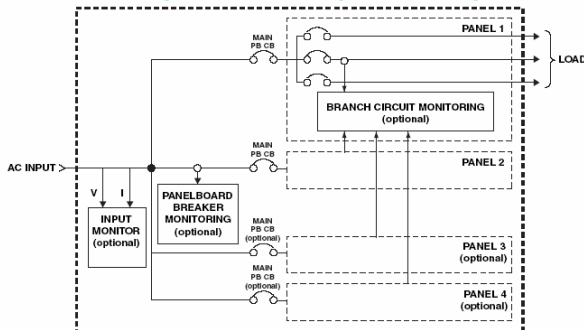 PANEL 1
MAIN
PB CB
LOAD
BRANCH CIRCUIT MONITORING
(optional)
MAIN
PB CB
PANEL 2
AC INPUT
V
I
PANELBOARD
BREAKER
MONITORING
(optional)
INPUT
MONITOR
(optional)
MAIN
PB CB
(optional)
PANEL 3
(optional)
MAIN
PB CB
(optional)
PANEL 4
(optional)